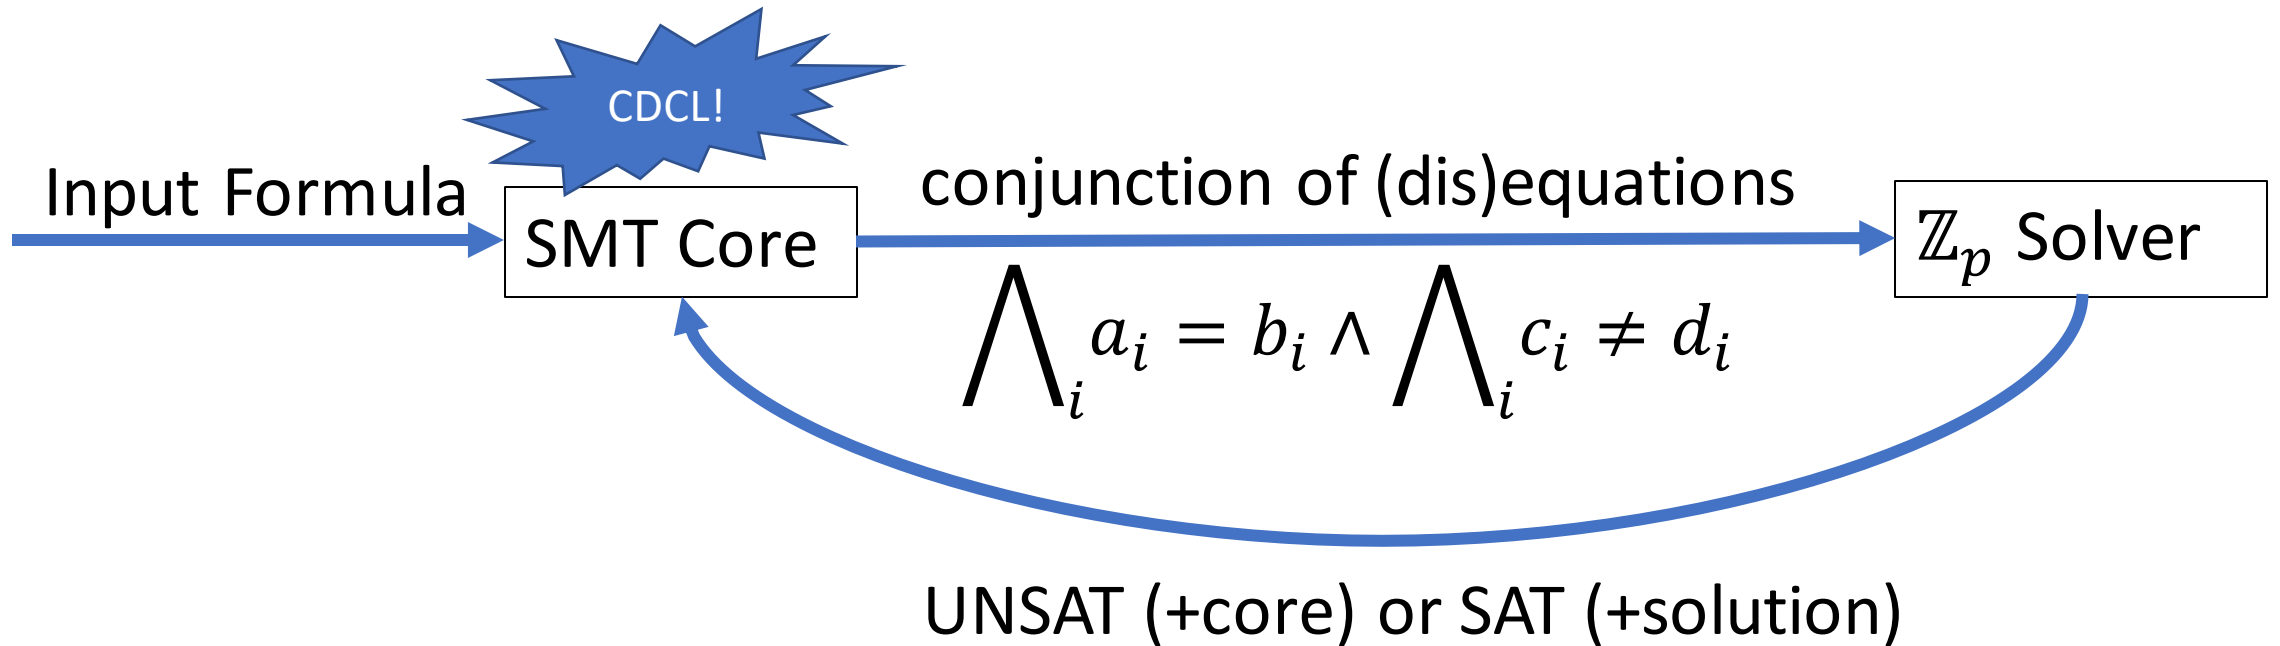 CDCL!
Input Formula
SMT Core
conjunction of (dis)equations
ℤₚ Solver
⋀ᵢ aᵢ = bᵢ ∧ ⋀ᵢ cᵢ ≠ dᵢ
UNSAT (+core) or SAT (+solution)